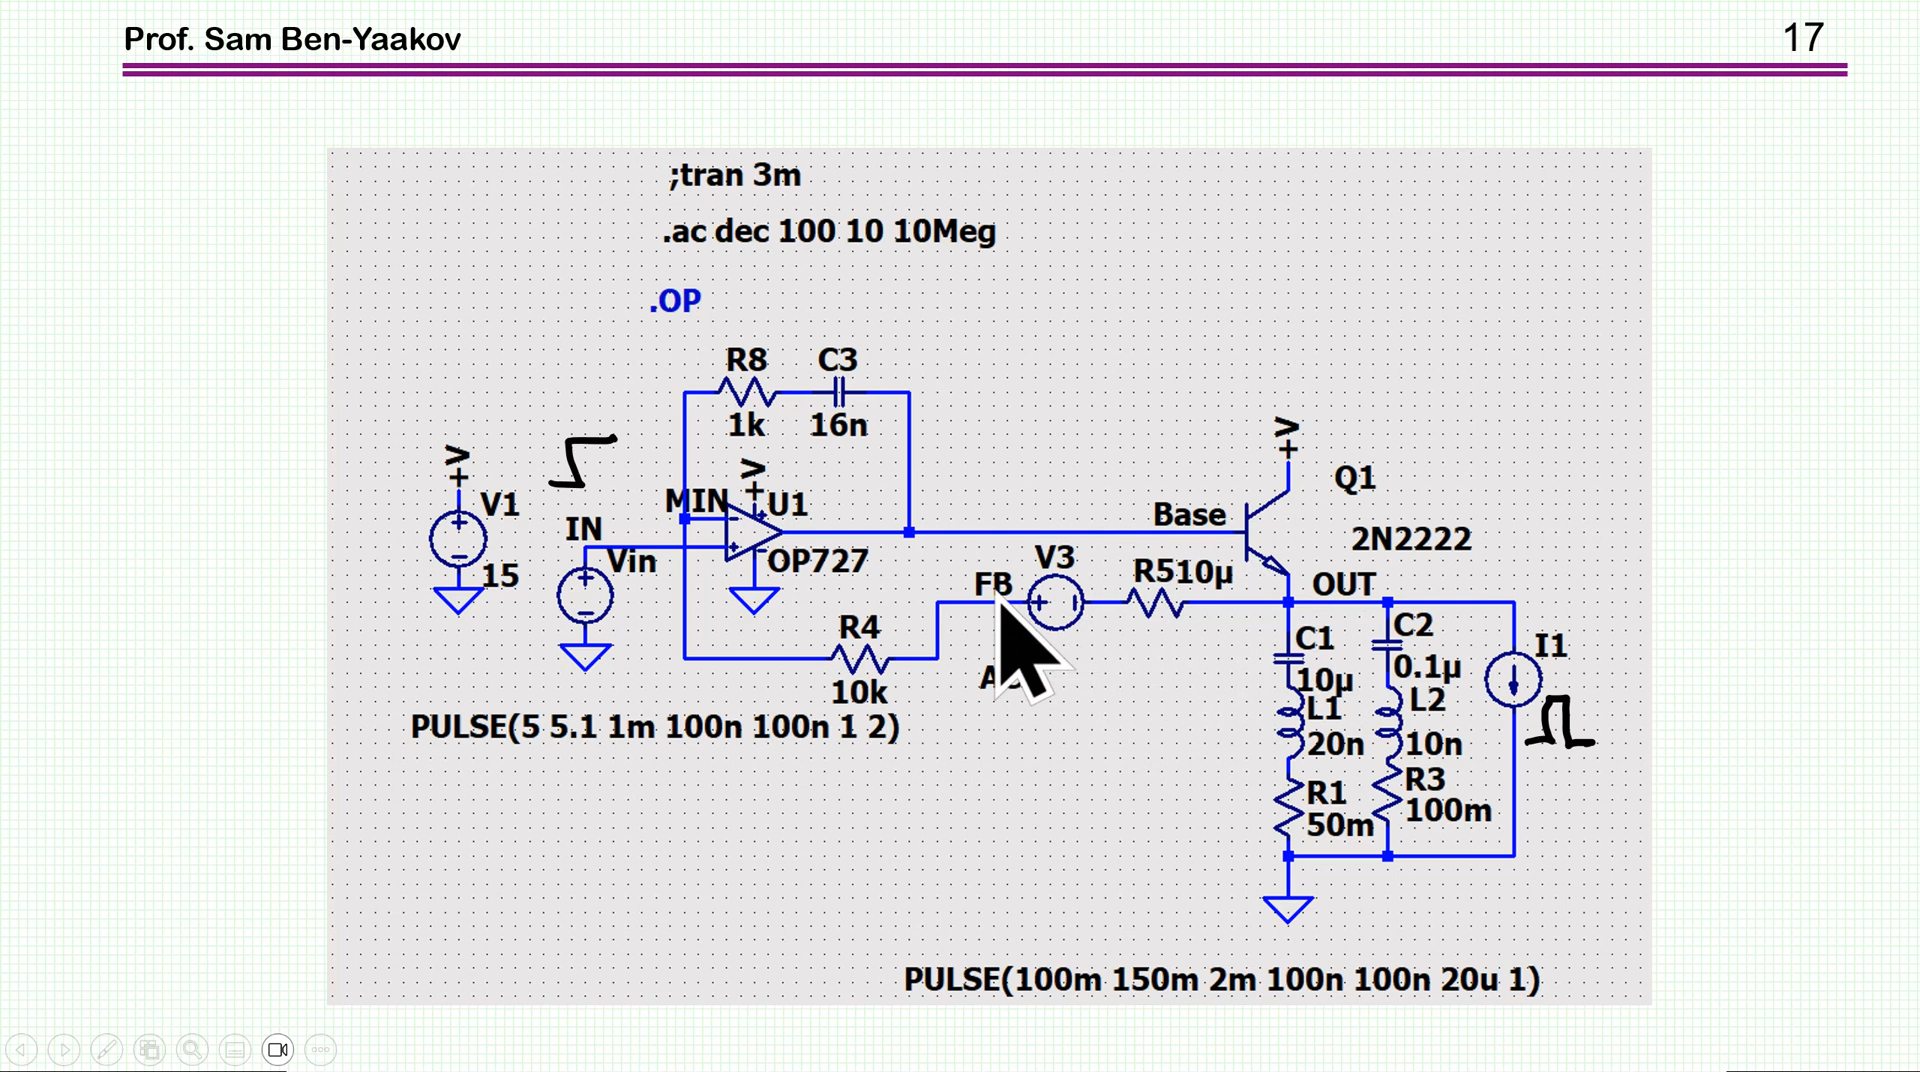 Prof. Sam Ben-Yaakov
17
;tran 3m
.ac dec 100 10 10Meg
.OP
R8 C3
1k 16n
+V
V1
15
IN
Vin
MIN
+V
U1
OP727
Base
+V
Q1
2N2222
FB
V3
R5 10µ
OUT
R4
10k
C1
10µ
L1
20n
R1
50m
C2
0.1µ
L2
10n
R3
100m
I1
PULSE(5 5.1 1m 100n 100n 1 2)
PULSE(100m 150m 2m 100n 100n 20u 1)